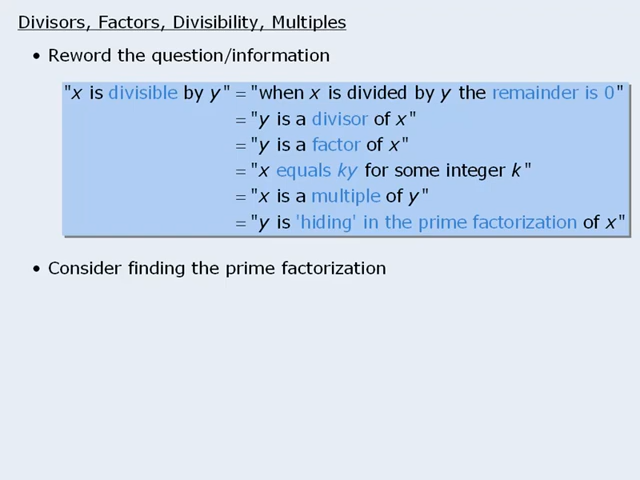 Divisors, Factors, Divisibility, Multiples
• Reword the question/information
"x is divisible by y" = "when x is divided by y the remainder is 0"
= "y is a divisor of x"
= "y is a factor of x"
= "x equals ky for some integer k"
= "x is a multiple of y"
= "y is 'hiding' in the prime factorization of x"
• Consider finding the prime factorization